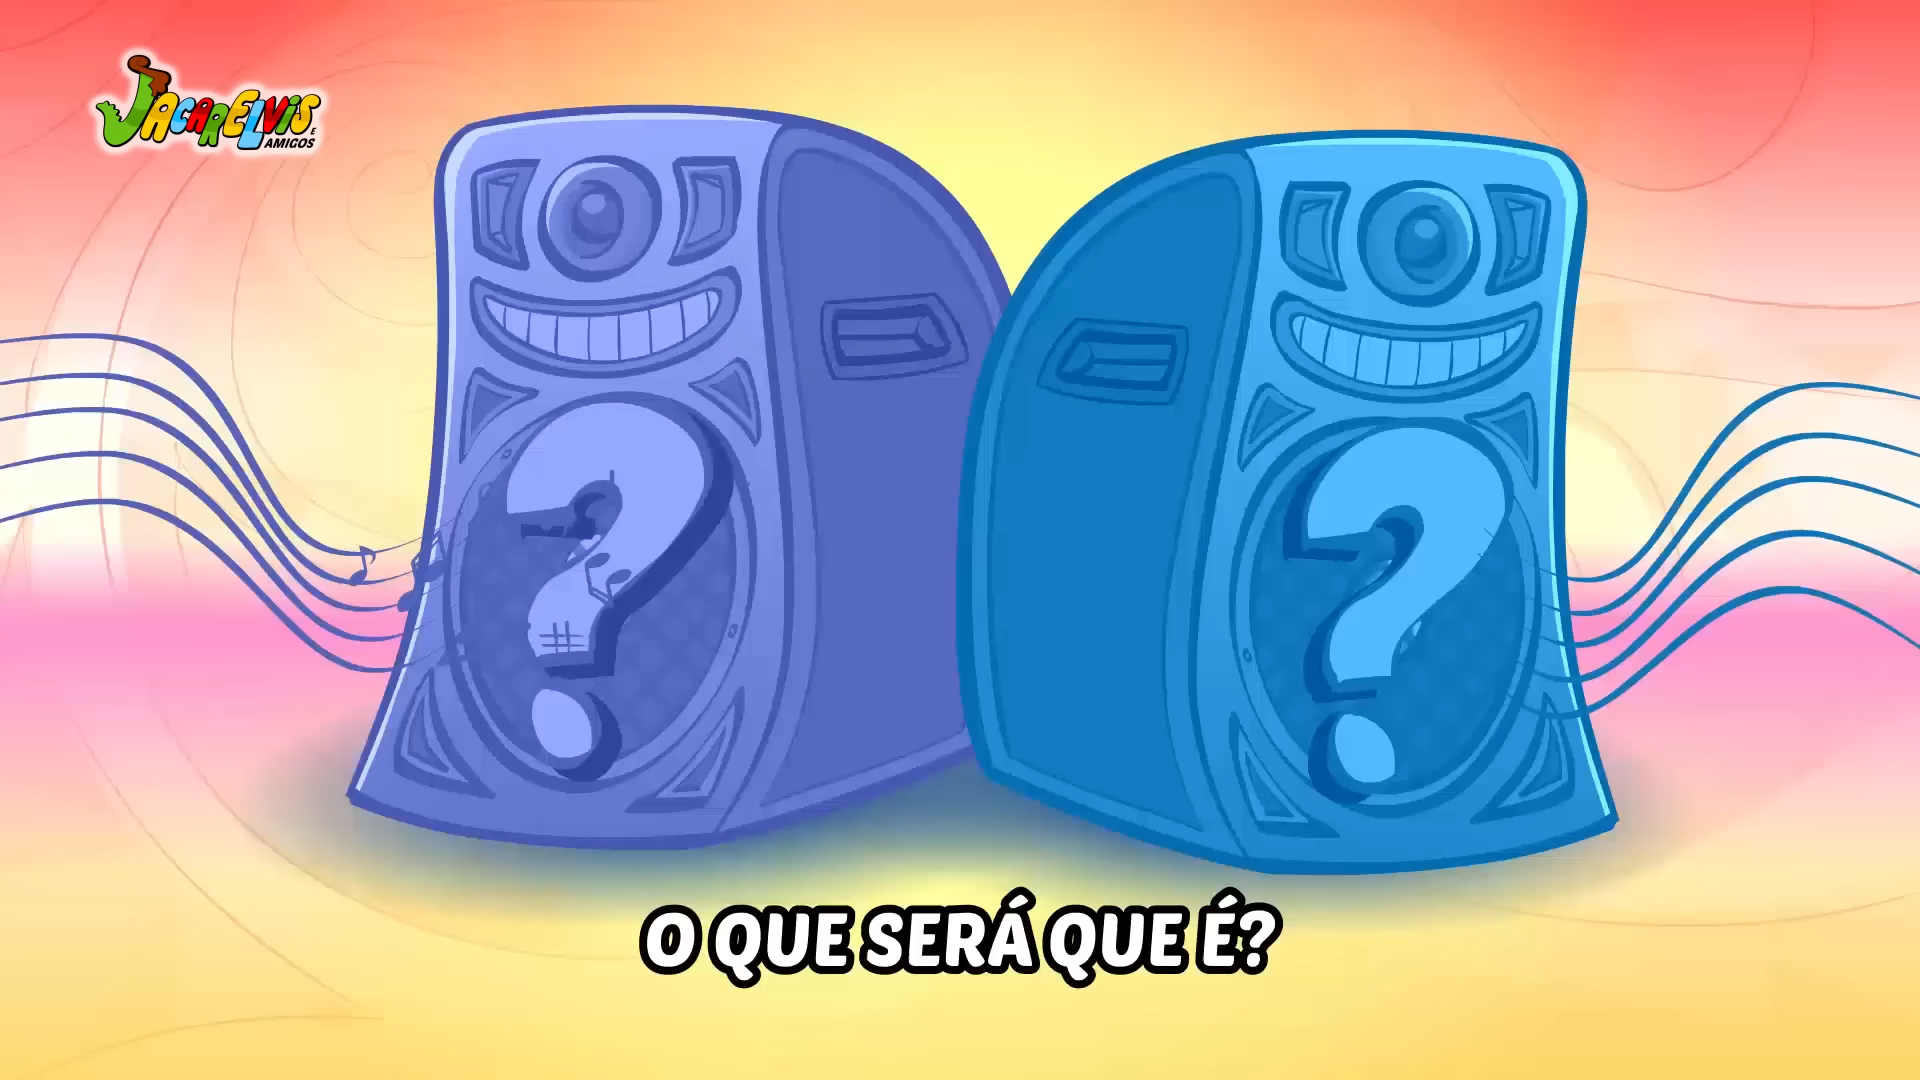 JACARELVIS E
AMIGOS
? ?
O QUE SERÁ QUE É?